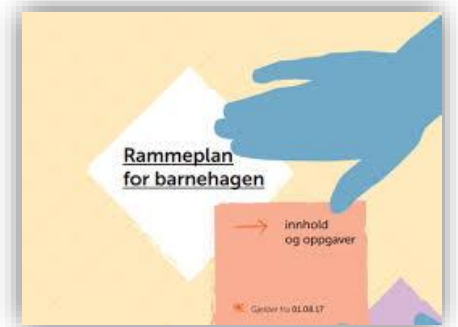 Rammeplan
for barnehagen
innhold
og oppgaver
Gjelder fra 01.08.17